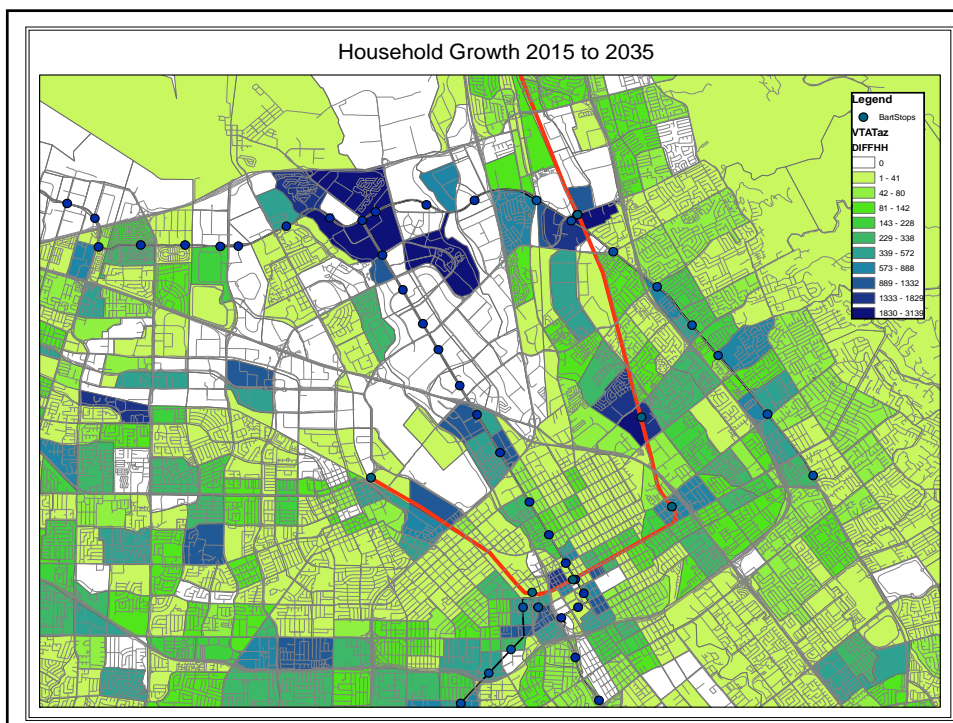 Household Growth 2015 to 2035
Legend
BartStops
VTATaz
DIFFHH
0
1 - 41
42 - 80
81 - 142
143 - 228
229 - 338
339 - 572
573 - 888
889 - 1332
1333 - 1829
1830 - 3139